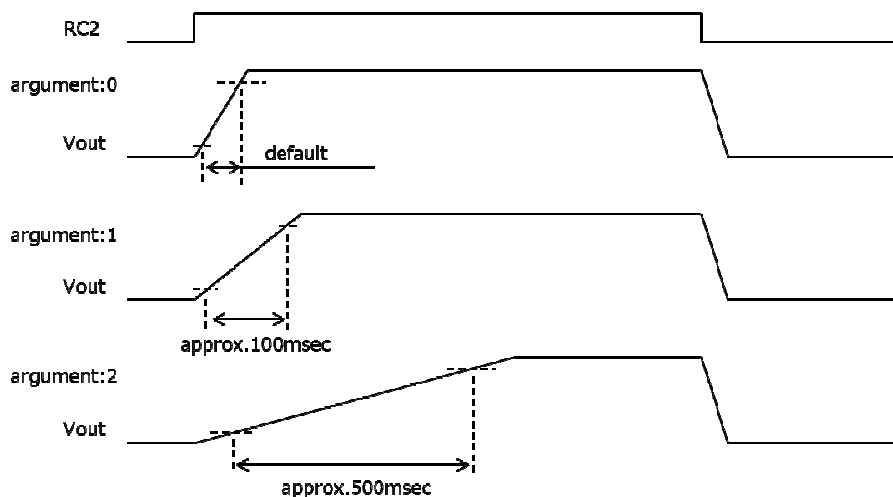 RC2
argument:0
Vout
default
argument:1
Vout
approx.100msec
argument:2
Vout
approx.500msec